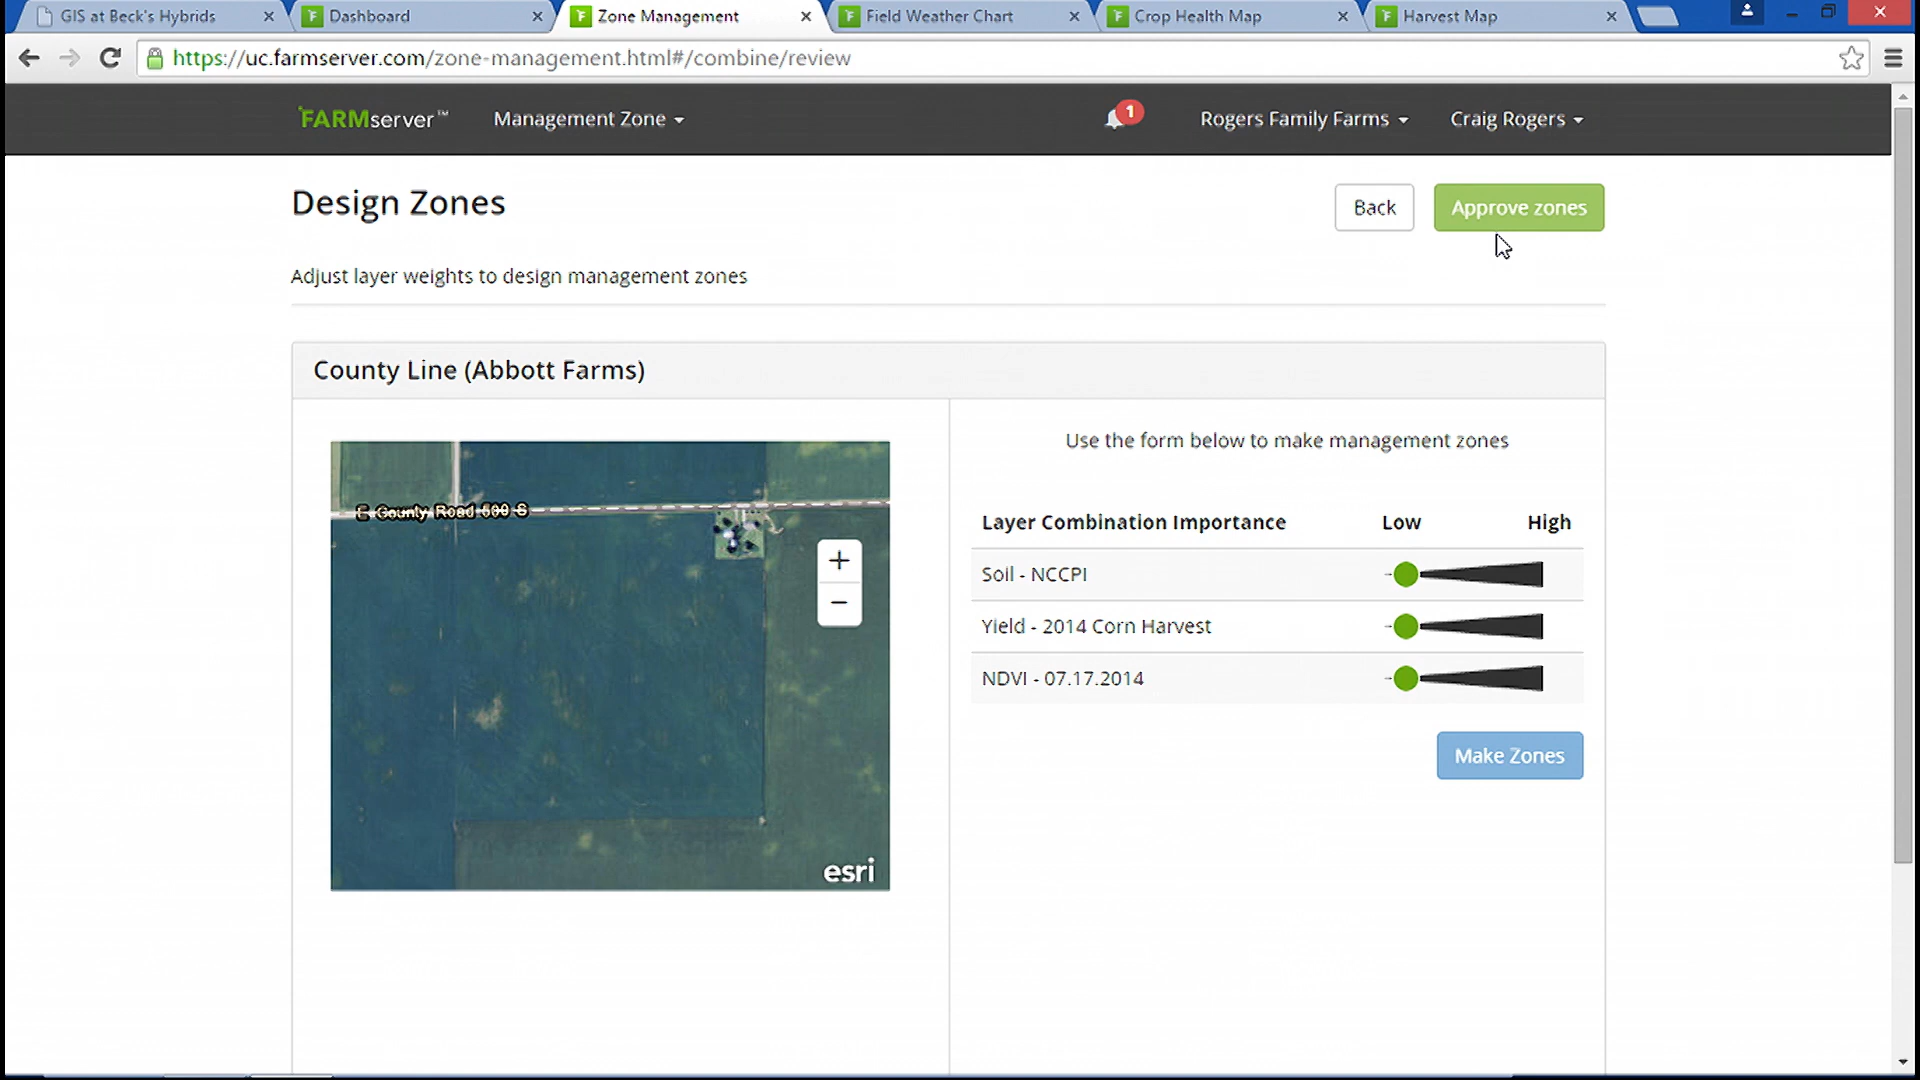 GIS at Beck's Hybrids
Dashboard
Zone Management
Field Weather Chart
Crop Health Map
Harvest Map
https://uc.farmserver.com/zone-management.html#/combine/review
FARMserver™
Management Zone
1
Rogers Family Farms
Craig Rogers
Design Zones
Back
Approve zones
Adjust layer weights to design management zones
County Line (Abbott Farms)
E County Road 600 S
+
−
esri
Use the form below to make management zones
Layer Combination Importance Low High
Soil - NCCPI
Yield - 2014 Corn Harvest
NDVI - 07.17.2014
Make Zones